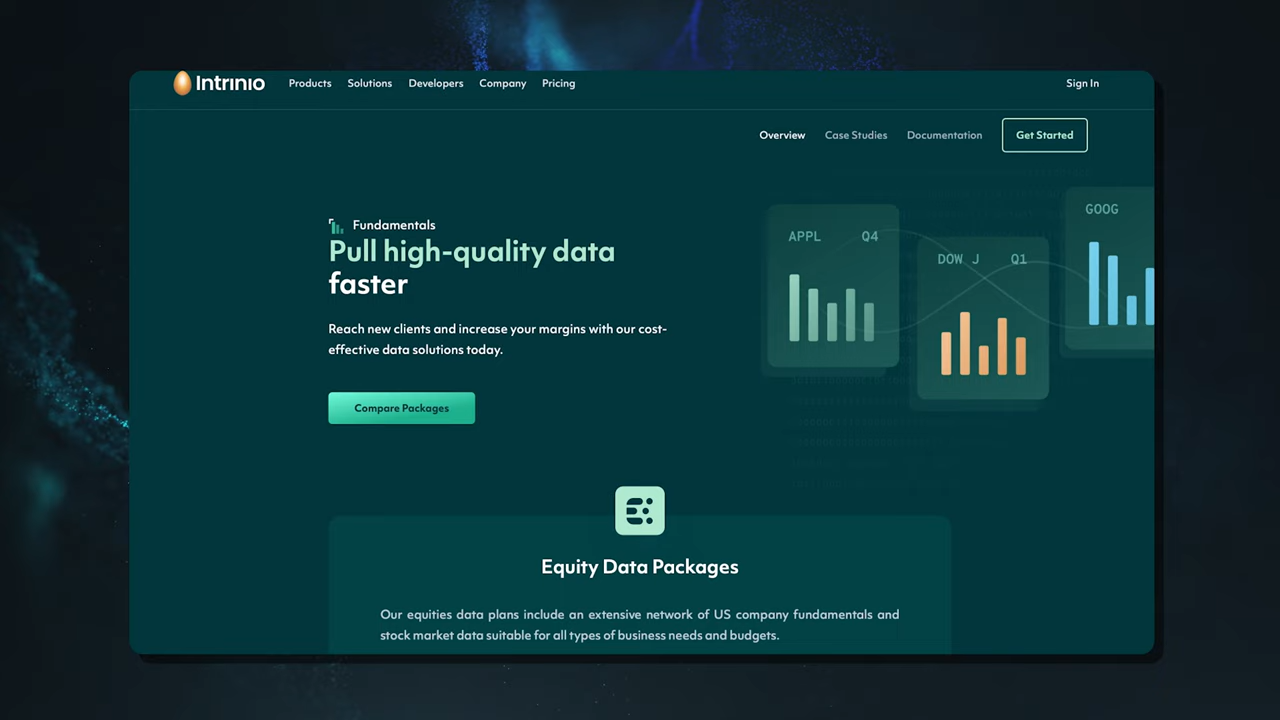 Intrinio
Products Solutions Developers Company Pricing
Sign In
Overview Case Studies Documentation Get Started
Fundamentals
Pull high-quality data
faster
Reach new clients and increase your margins with our cost-
effective data solutions today.
Compare Packages
APPL Q4
DOW J Q1
GOOG
Equity Data Packages
Our equities data plans include an extensive network of US company fundamentals and
stock market data suitable for all types of business needs and budgets.